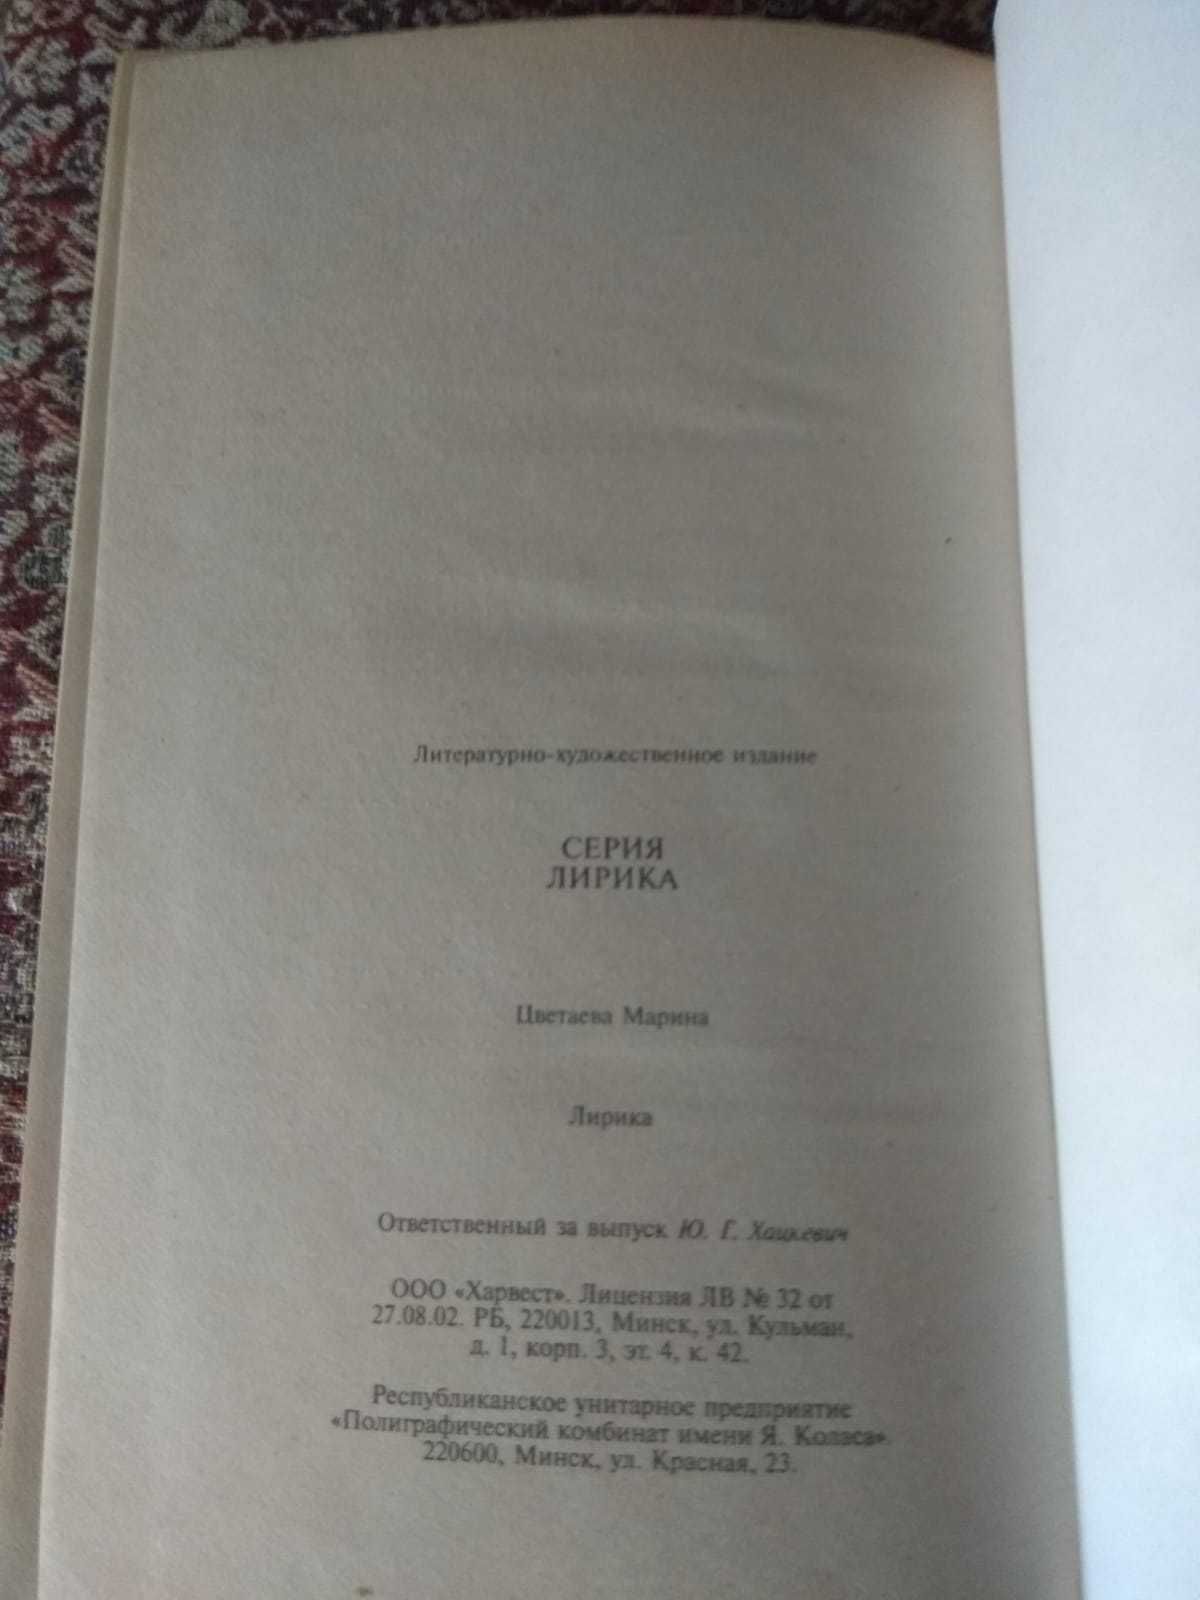 Литературно-художественное издание
СЕРИЯ
ЛИРИКА
Цветаева Марина
Лирика
Ответственный за выпуск Ю. Г. Хацкевич
ООО «Харвест». Лицензия ЛВ № 32 от
27.08.02. РБ, 220013, Минск, ул. Кульман,
д. 1, корп. 3, эт. 4, к. 42.
Республиканское унитарное предприятие
«Полиграфический комбинат имени Я. Коласа».
220600, Минск, ул. Красная, 23.